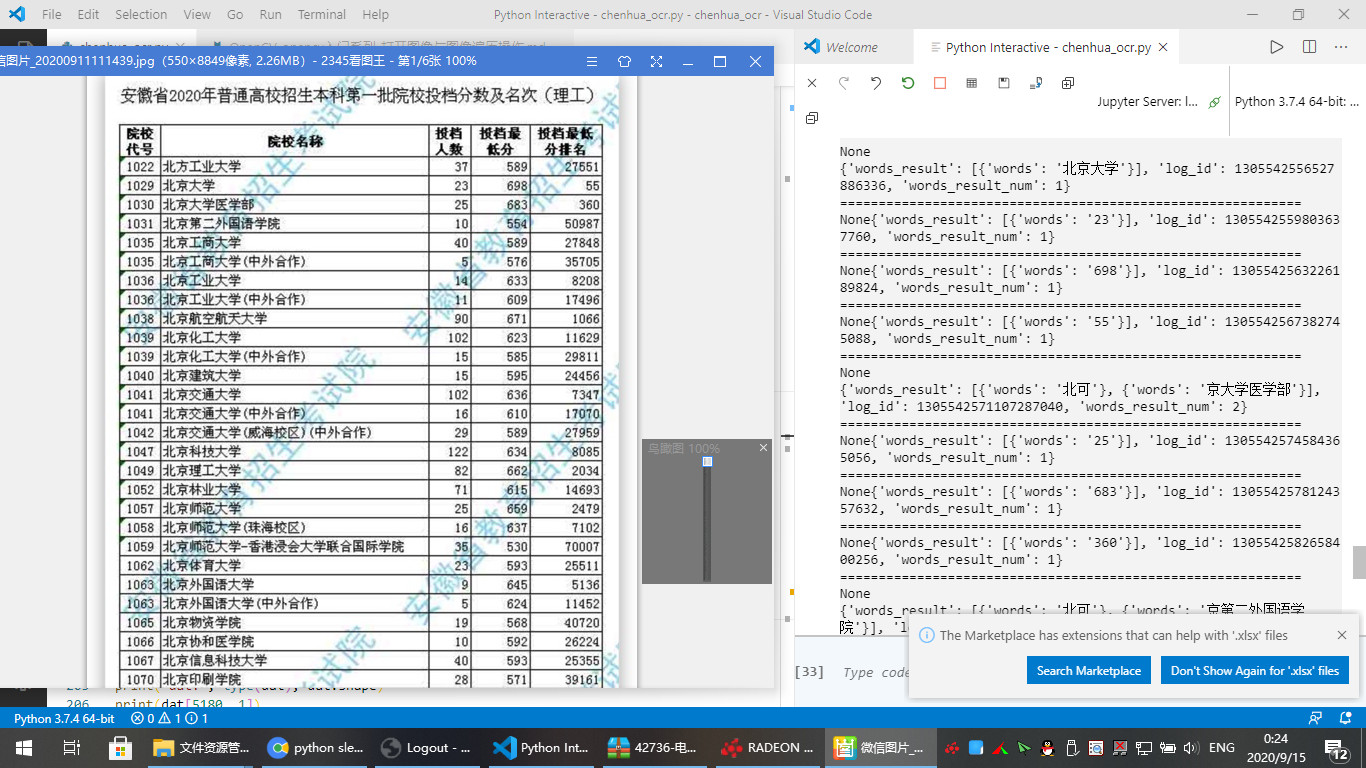 File Edit Selection View Go Run Terminal Help
Python Interactive - chenhua_ocr.py - chenhua_ocr - Visual Studio Code
信图片_20200911111439.jpg（550×8849像素, 2.26MB）- 2345看图王 - 第1/6张 100%
安徽省2020年普通高校招生本科第一批院校投档分数及名次（理工）
院校代号 院校名称 投档人数 投档最低分 投档最低分排名
1022 北方工业大学 37 589 27551
1029 北京大学 23 698 55
1030 北京大学医学部 25 683 360
1031 北京第二外国语学院 10 554 50987
1035 北京工商大学 40 589 27848
1035 北京工商大学(中外合作) 5 576 35705
1036 北京工业大学 14 633 8208
1036 北京工业大学(中外合作) 11 609 17496
1038 北京航空航天大学 90 671 1066
1039 北京化工大学 102 623 11629
1039 北京化工大学(中外合作) 15 585 29811
1040 北京建筑大学 15 595 24456
1041 北京交通大学 102 636 7347
1041 北京交通大学(中外合作) 16 610 17070
1042 北京交通大学(威海校区)(中外合作) 29 589 27959
1047 北京科技大学 122 634 8085
1049 北京理工大学 82 662 2034
1052 北京林业大学 71 615 14693
1057 北京师范大学 25 659 2479
1058 北京师范大学(珠海校区) 16 637 7102
1059 北京师范大学-香港浸会大学联合国际学院 35 530 70007
1062 北京体育大学 23 593 25511
1063 北京外国语大学 9 645 5136
1063 北京外国语大学(中外合作) 5 624 11452
1065 北京物资学院 19 568 40720
1066 北京协和医学院 10 592 26224
1067 北京信息科技大学 40 593 25355
1070 北京印刷学院 28 571 39161
安徽省教育招生考试院
鸟瞰图 100%
206 print(dat[5180, 1])
Welcome
Python Interactive - chenhua_ocr.py
Jupyter Server: l...
Python 3.7.4 64-bit: ...
None
{'words_result': [{'words': '北京大学'}], 'log_id': 1305542556527
886336, 'words_result_num': 1}
==========================================================
None{'words_result': [{'words': '23'}], 'log_id': 130554255980363
7760, 'words_result_num': 1}
==========================================================
None{'words_result': [{'words': '698'}], 'log_id': 13055425632261
89824, 'words_result_num': 1}
==========================================================
None{'words_result': [{'words': '55'}], 'log_id': 130554256738274
5088, 'words_result_num': 1}
==========================================================
None
{'words_result': [{'words': '北可'}, {'words': '京大学医学部'}],
'log_id': 1305542571107287040, 'words_result_num': 2}
==========================================================
None{'words_result': [{'words': '25'}], 'log_id': 130554257458436
5056, 'words_result_num': 1}
==========================================================
None{'words_result': [{'words': '683'}], 'log_id': 13055425781243
57632, 'words_result_num': 1}
==========================================================
None{'words_result': [{'words': '360'}], 'log_id': 13055425826584
00256, 'words_result_num': 1}
==========================================================
None
{'words_result': [{'words': '北可'}, {'words': '京第二外国语学
院'}], 'l
[33] Type code
The Marketplace has extensions that can help with '.xlsx' files
Search Marketplace
Don't Show Again for '.xlsx' files
Python 3.7.4 64-bit 0 1 1
文件资源管...
python sle...
Logout - ...
Python Int...
42736-电...
RADEON ...
微信图片_...
ENG
0:24
2020/9/15
12